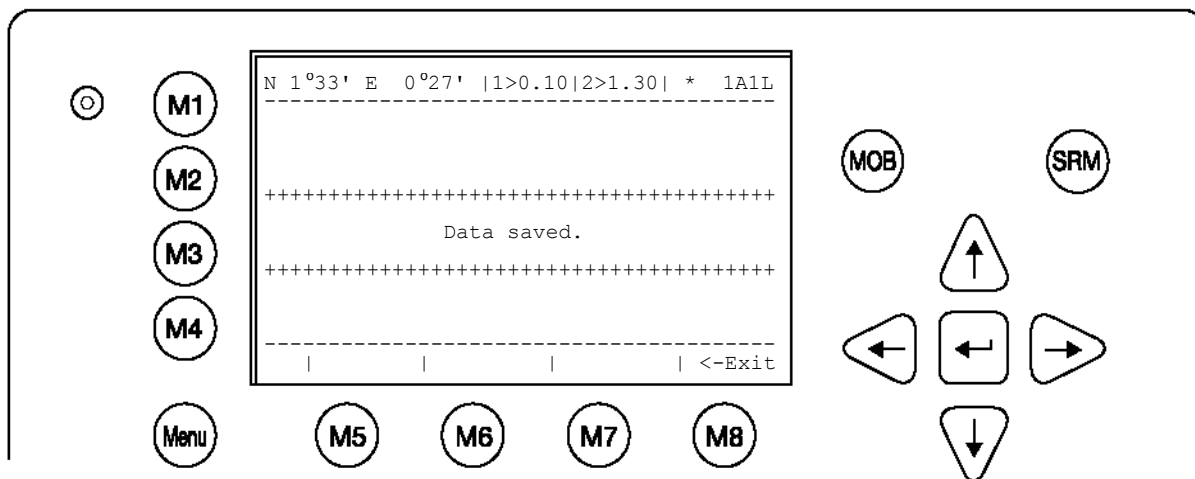 N 1°33' E 0°27' |1>0.10|2>1.30| * 1A1L
----------------------------------------
++++++++++++++++++++++++++++++++++++++++
Data saved.
++++++++++++++++++++++++++++++++++++++++
----------------------------------------
| | | | <-Exit
M1
M2
M3
M4
Menu
M5
M6
M7
M8
MOB
SRM